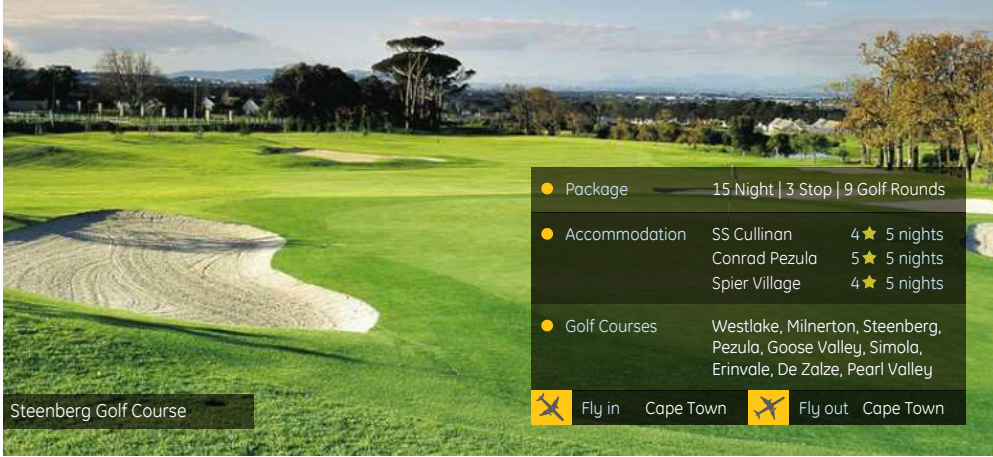 Package 15 Night | 3 Stop | 9 Golf Rounds
Accommodation SS Cullinan 4★ 5 nights
Conrad Pezula 5★ 5 nights
Spier Village 4★ 5 nights
Golf Courses Westlake, Milnerton, Steenberg,
Pezula, Goose Valley, Simola,
Erinvale, De Zalze, Pearl Valley
Steenberg Golf Course
Fly in Cape Town Fly out Cape Town